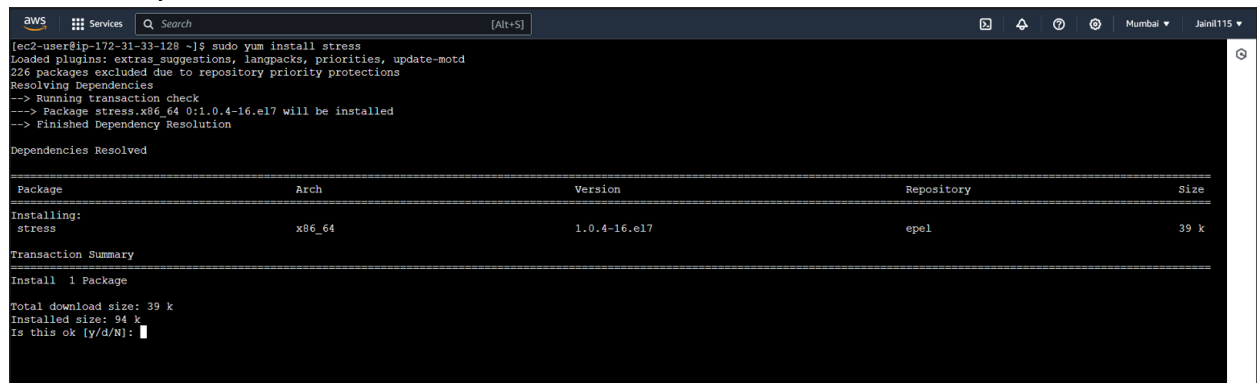 aws Services Search [Alt+S] Mumbai ▼ Jainil115 ▼
[ec2-user@ip-172-31-33-128 ~]$ sudo yum install stress
Loaded plugins: extras_suggestions, langpacks, priorities, update-motd
226 packages excluded due to repository priority protections
Resolving Dependencies
--> Running transaction check
---> Package stress.x86_64 0:1.0.4-16.el7 will be installed
--> Finished Dependency Resolution
Dependencies Resolved
Package Arch Version Repository Size
Installing:
stress x86_64 1.0.4-16.el7 epel 39 k
Transaction Summary
Install 1 Package
Total download size: 39 k
Installed size: 94 k
Is this ok [y/d/N]: